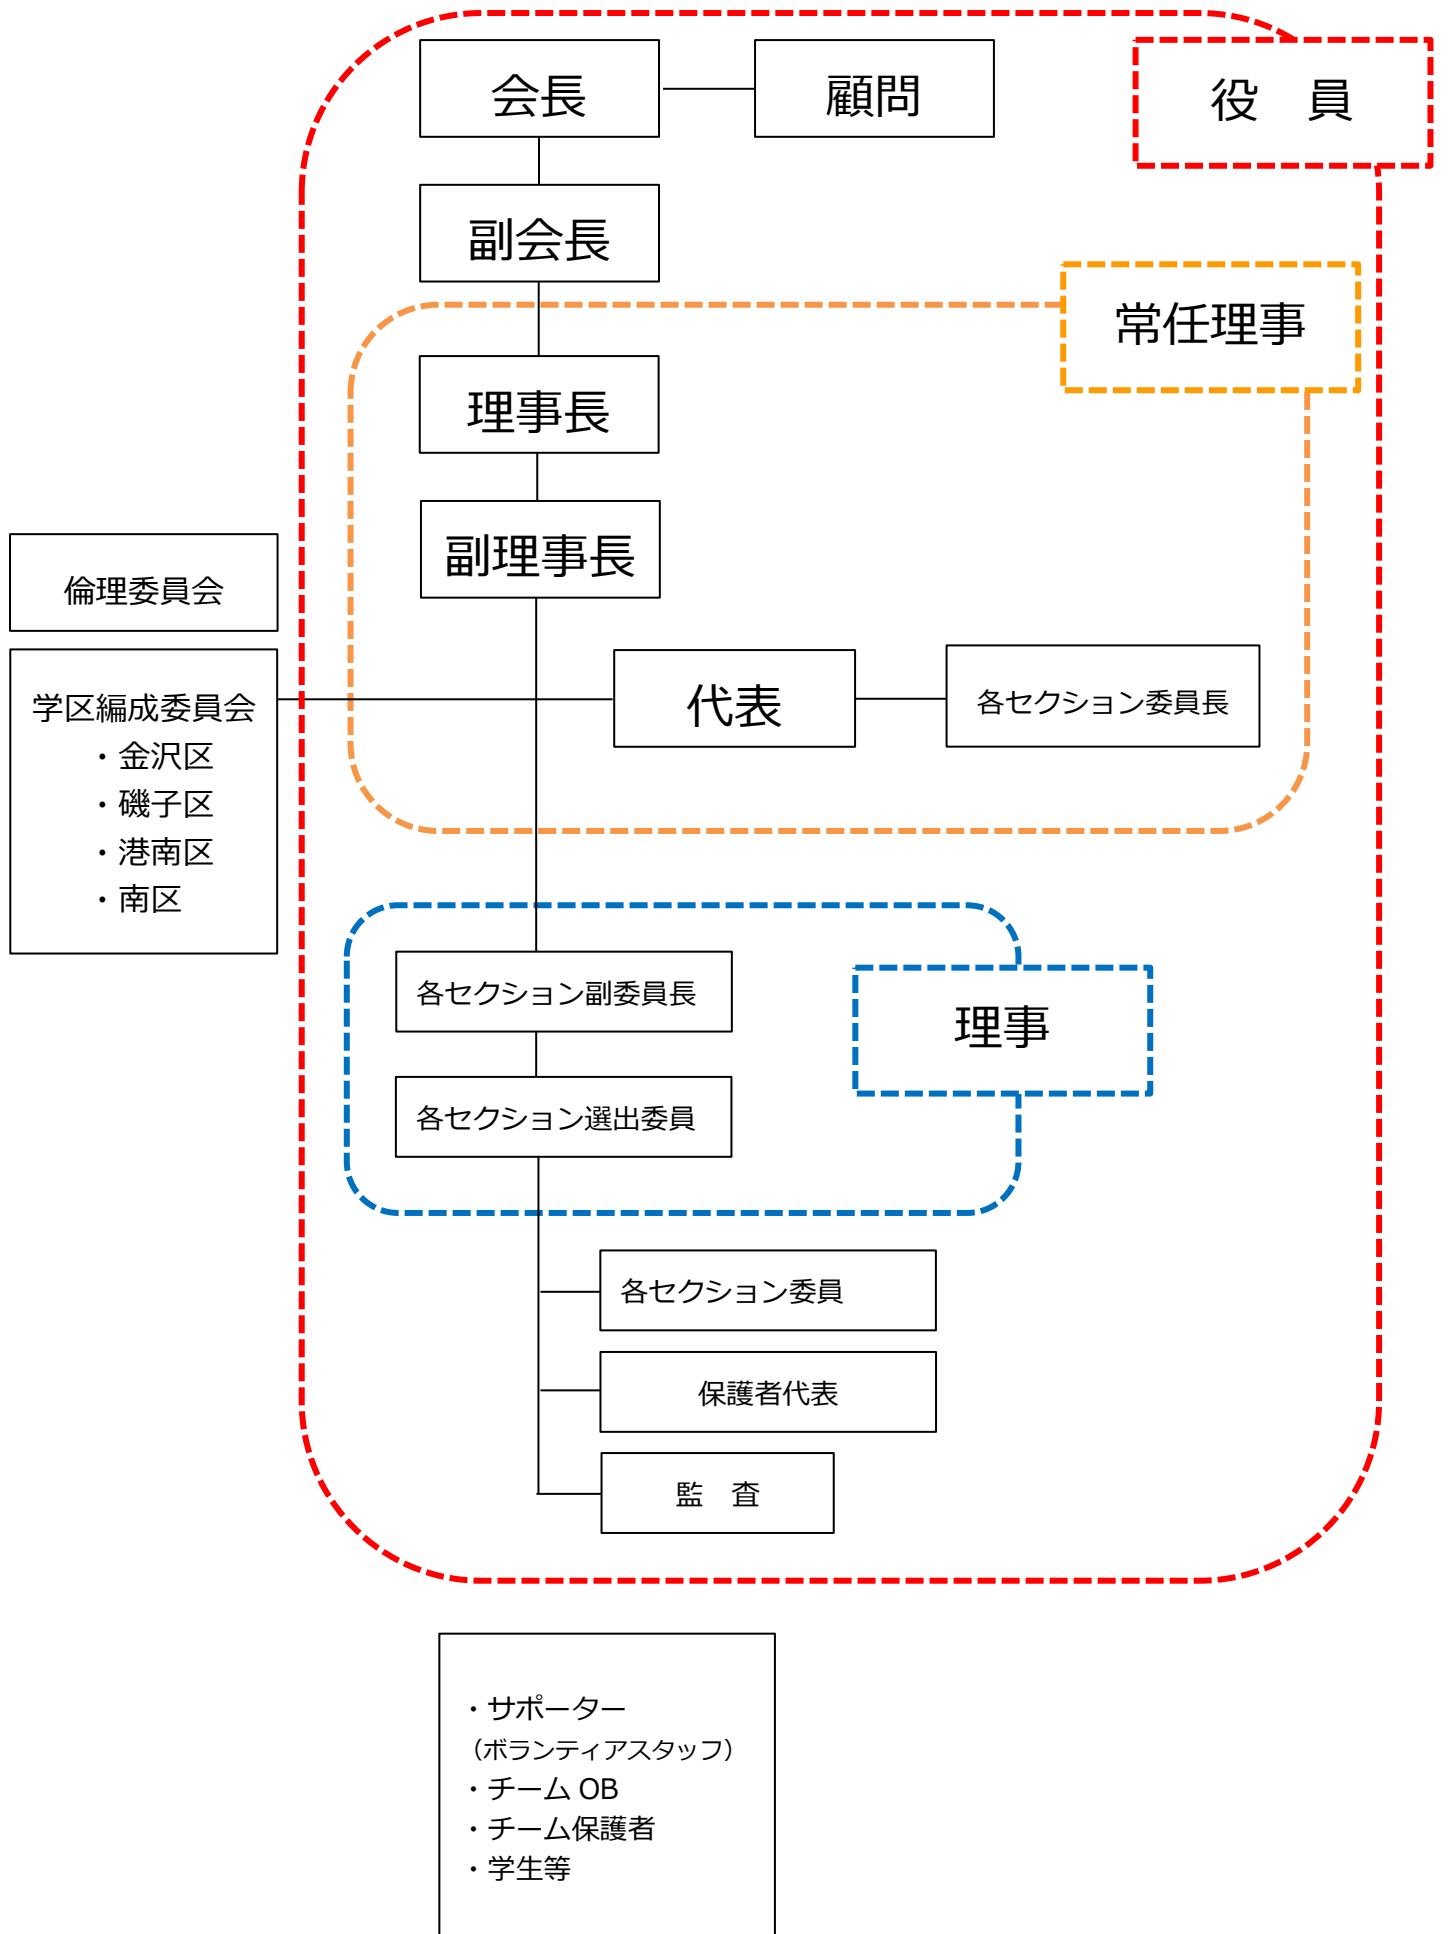 会長
顧問
役　員
副会長
常任理事
理事長
副理事長
倫理委員会
学区編成委員会
・金沢区
・磯子区
・港南区
・南区
代表
各セクション委員長
各セクション副委員長
理事
各セクション選出委員
各セクション委員
保護者代表
監　査
・サポーター
（ボランティアスタッフ）
・チーム OB
・チーム保護者
・学生等